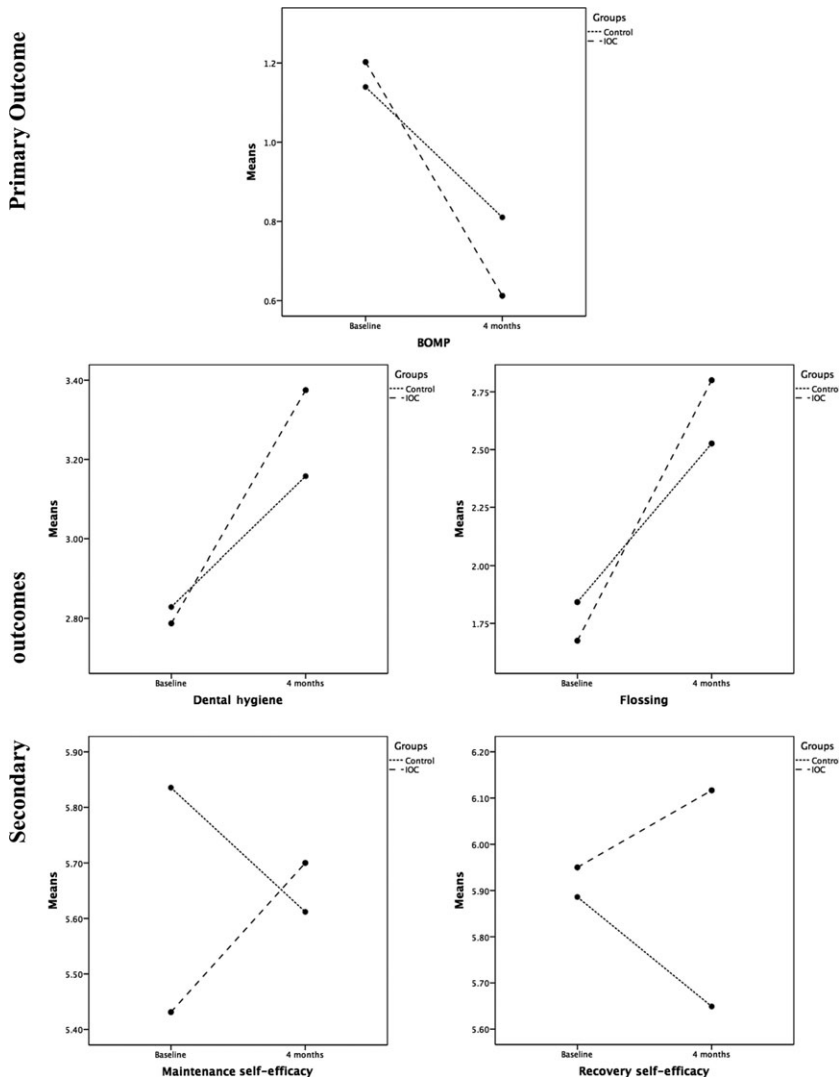 Primary Outcome
Groups
Control
IOC
Means
1.2
1.0
0.8
0.6
Baseline
4 months
BOMP
Secondary outcomes
Groups
Control
IOC
Means
3.40
3.20
3.00
2.80
Baseline
4 months
Dental hygiene
Groups
Control
IOC
Means
2.75
2.50
2.25
2.00
1.75
Baseline
4 months
Flossing
Groups
Control
IOC
Means
5.90
5.80
5.70
5.60
5.50
5.40
Baseline
4 months
Maintenance self-efficacy
Groups
Control
IOC
Means
6.20
6.10
6.00
5.90
5.80
5.70
5.60
Baseline
4 months
Recovery self-efficacy